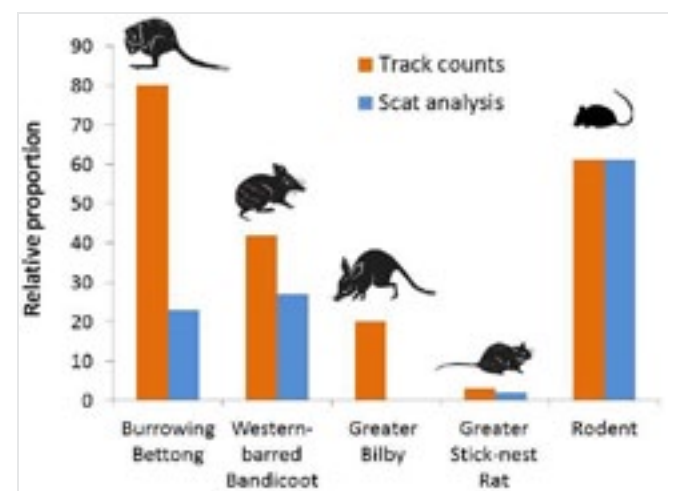 90
80
70
60
50
40
30
20
10
0
Relative proportion
Track counts
Scat analysis
Burrowing
Bettong
Western-
barred
Bandicoot
Greater
Bilby
Greater
Stick-nest
Rat
Rodent